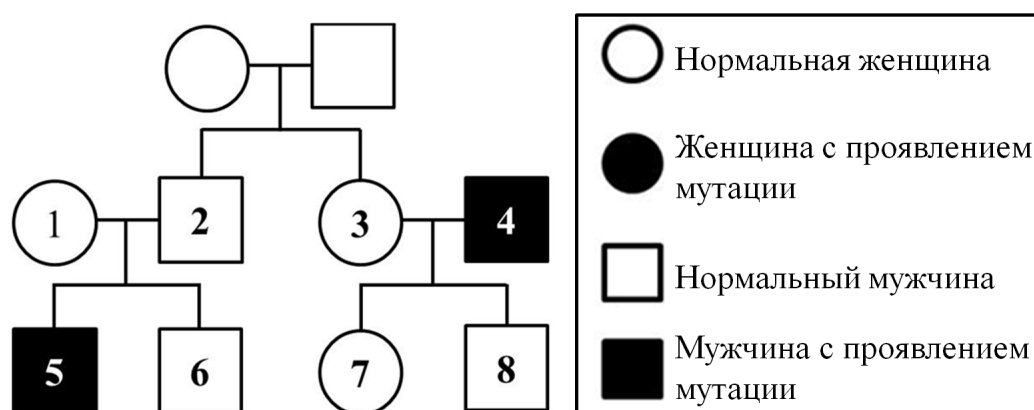 Нормальная женщина
Женщина с проявлением
мутации
1
2
3
4
Нормальный мужчина
5
6
7
8
Мужчина с проявлением
мутации